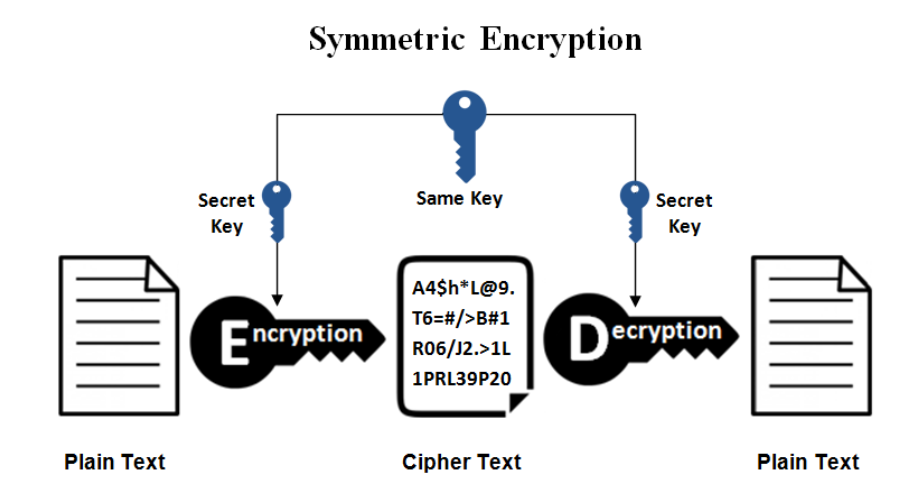 Symmetric Encryption
Same Key
Secret
Key
Secret
Key
Encryption
A4$h*L@9.
T6=#/>B#1
R06/J2.>1L
1PRL39P20
Decryption
Plain Text
Cipher Text
Plain Text